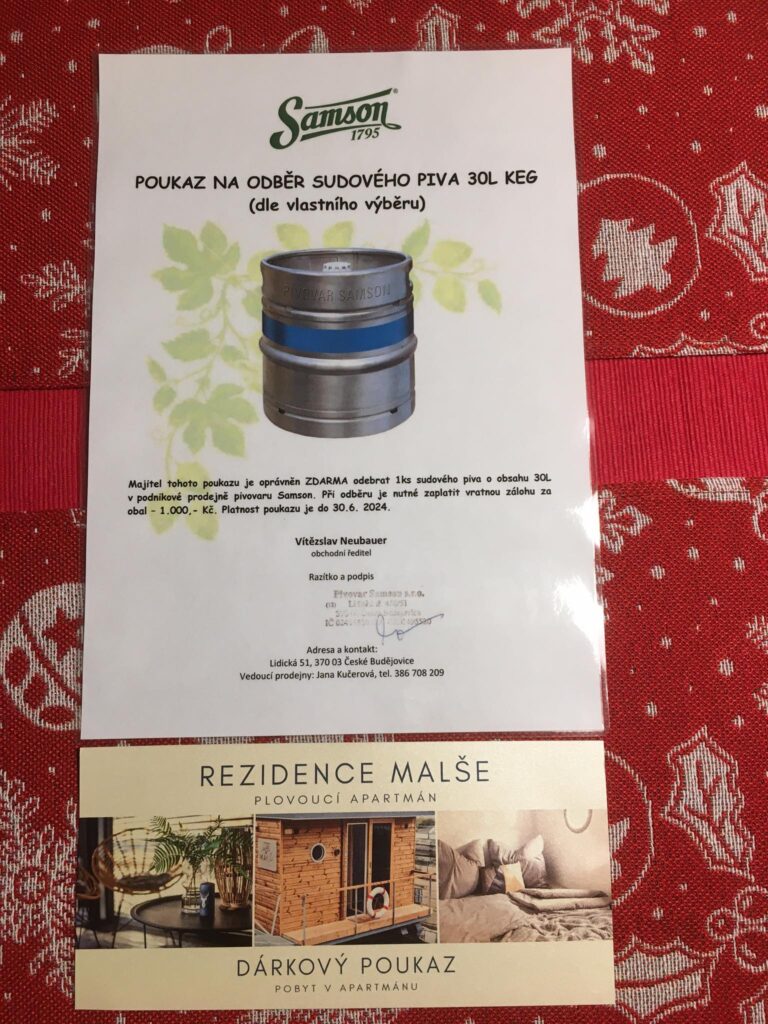 Samson
1795
POUKAZ NA ODBĚR SUDOVÉHO PIVA 30L KEG
(dle vlastního výběru)
PIVOVAR SAMSON
Majitel tohoto poukazu je oprávněn ZDARMA odebrat 1ks sudového piva o obsahu 30L
v podnikové prodejně pivovaru Samson. Při odběru je nutné zaplatit vratnou zálohu za
obal – 1.000,- Kč. Platnost poukazu je do 30.6. 2024.
Vítězslav Neubauer
obchodní ředitel
Razítko a podpis
Pivovar Samson s.r.o.
Adresa a kontakt:
Lidická 51, 370 03 České Budějovice
Vedoucí prodejny: Jana Kučerová, tel. 386 708 209
REZIDENCE MALŠE
PLOVOUCÍ APARTMÁN
DÁRKOVÝ POUKAZ
POBYT V APARTMÁNU